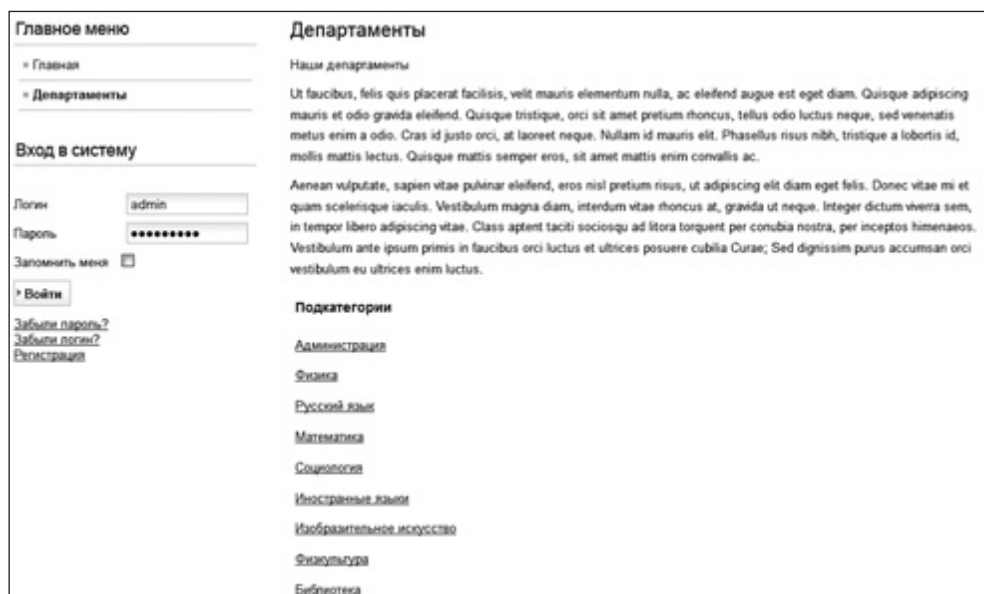 Главное меню
Главная
Департаменты
Вход в систему
Логин admin
Пароль •••••••••
Запомнить меня
Войти
Забыли пароль?
Забыли логин?
Регистрация
Департаменты
Наши департаменты
Ut faucibus, felis quis placerat facilisis, velit mauris elementum nulla, ac eleifend augue est eget diam. Quisque adipiscing
mauris et odio gravida eleifend. Quisque tristique, orci sit amet pretium rhoncus, tellus odio luctus neque, sed venenatis
metus enim a odio. Cras id justo orci, at laoreet neque. Nullam id mauris elit. Phasellus risus nibh, tristique a lobortis id,
mollis mattis lectus. Quisque mattis semper eros, sit amet mattis enim convallis ac.
Aenean vulputate, sapien vitae pulvinar eleifend, eros nisl pretium risus, ut adipiscing elit diam eget felis. Donec vitae mi et
quam scelerisque iaculis. Vestibulum magna diam, interdum vitae rhoncus at, gravida ut neque. Integer dictum viverra sem,
in tempor libero adipiscing vitae. Class aptent taciti sociosqu ad litora torquent per conubia nostra, per inceptos himenaeos.
Vestibulum ante ipsum primis in faucibus orci luctus et ultrices posuere cubilia Curae; Sed dignissim purus accumsan orci
vestibulum eu ultrices enim luctus.
Подкатегории
Администрация
Физика
Русский язык
Математика
Социология
Иностранные языки
Изобразительное искусство
Физкультура
Библиотека